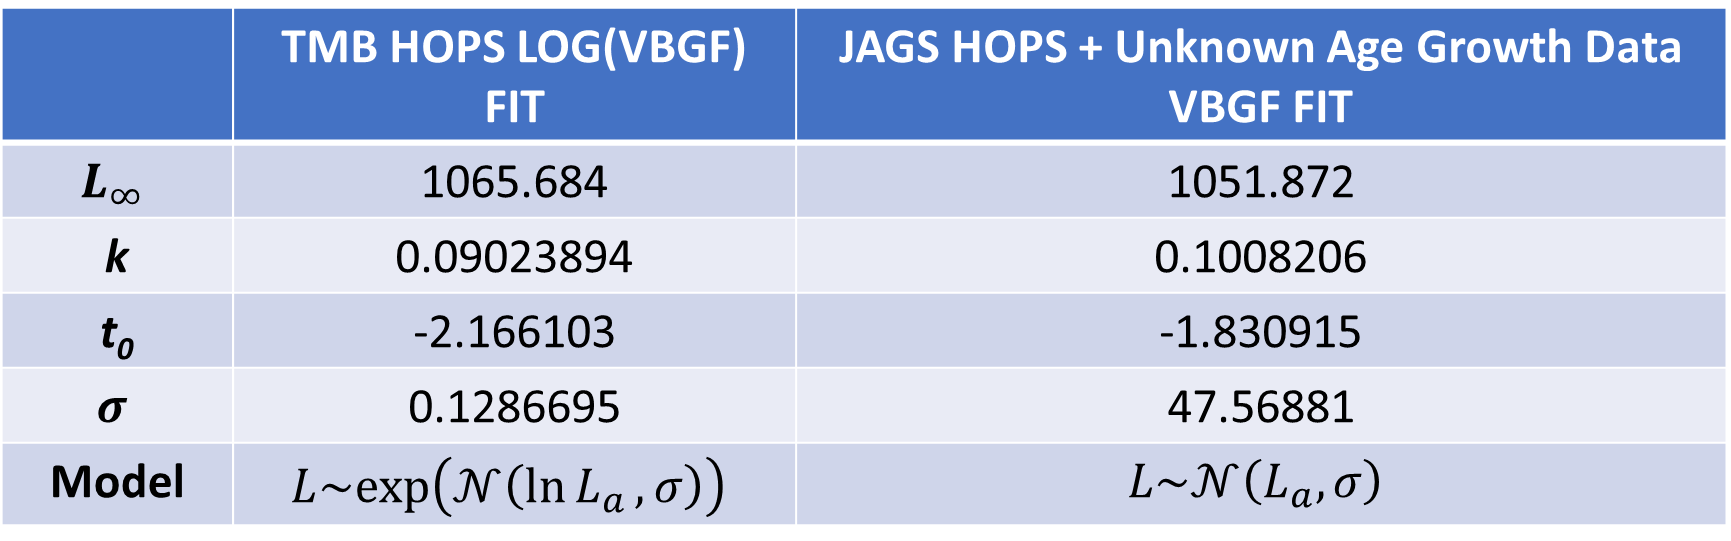 TMB HOPS LOG(VBGF) FIT
JAGS HOPS + Unknown Age Growth Data VBGF FIT
L∞ 1065.684 1051.872
k 0.09023894 0.1008206
t₀ -2.166103 -1.830915
σ 0.1286695 47.56881
Model L~exp(𝒩(ln Lₐ, σ)) L~𝒩(Lₐ, σ)